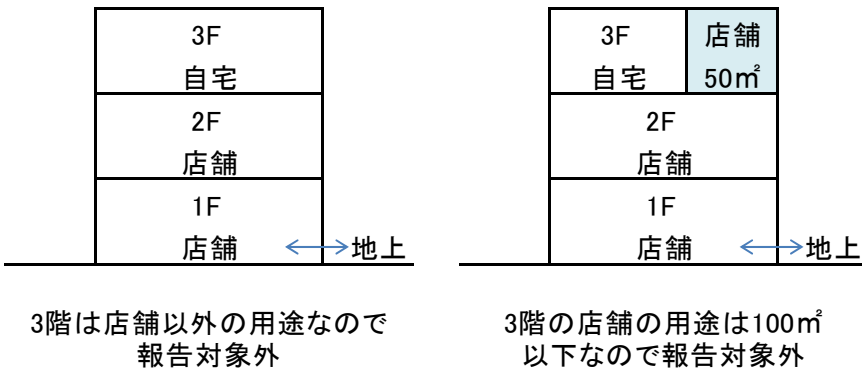 3F
自宅
2F
店舗
1F
店舗
地上
3階は店舗以外の用途なので
報告対象外
3F
自宅
店舗
50㎡
2F
店舗
1F
店舗
地上
3階の店舗の用途は100㎡
以下なので報告対象外